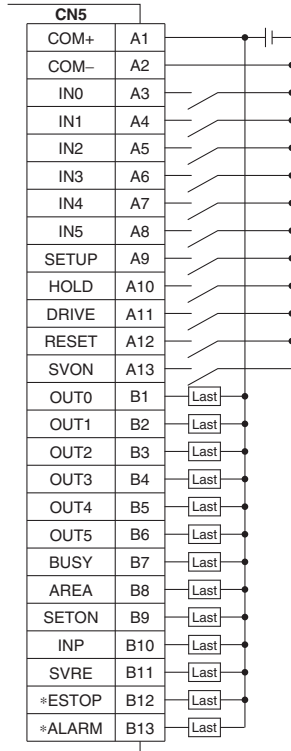 CN5
COM+ A1
COM− A2
IN0 A3
IN1 A4
IN2 A5
IN3 A6
IN4 A7
IN5 A8
SETUP A9
HOLD A10
DRIVE A11
RESET A12
SVON A13
OUT0 B1 Last
OUT1 B2 Last
OUT2 B3 Last
OUT3 B4 Last
OUT4 B5 Last
OUT5 B6 Last
BUSY B7 Last
AREA B8 Last
SETON B9 Last
INP B10 Last
SVRE B11 Last
*ESTOP B12 Last
*ALARM B13 Last